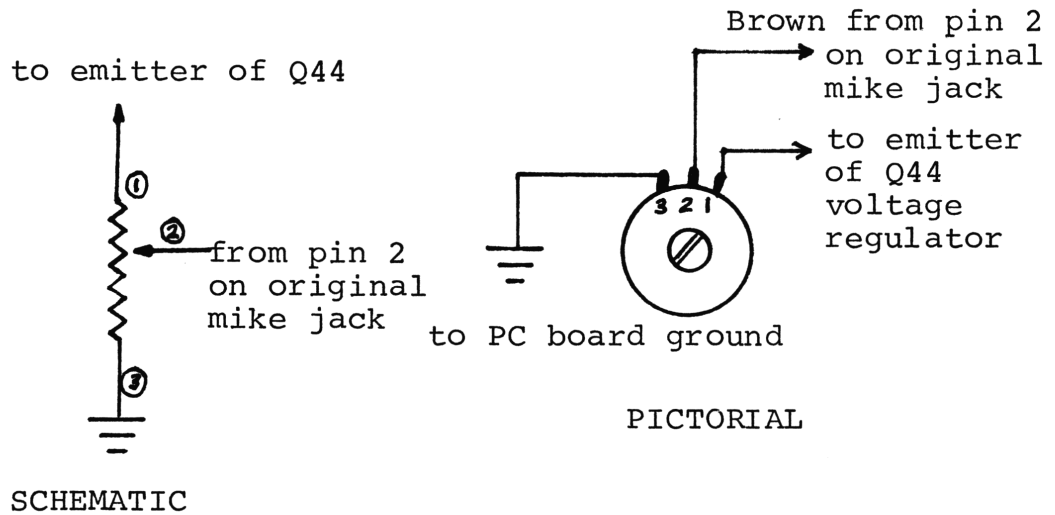 to emitter of Q44
①
②
from pin 2
on original
mike jack
③
SCHEMATIC
Brown from pin 2
on original
mike jack
to emitter
of Q44
voltage
regulator
3 2 1
to PC board ground
PICTORIAL